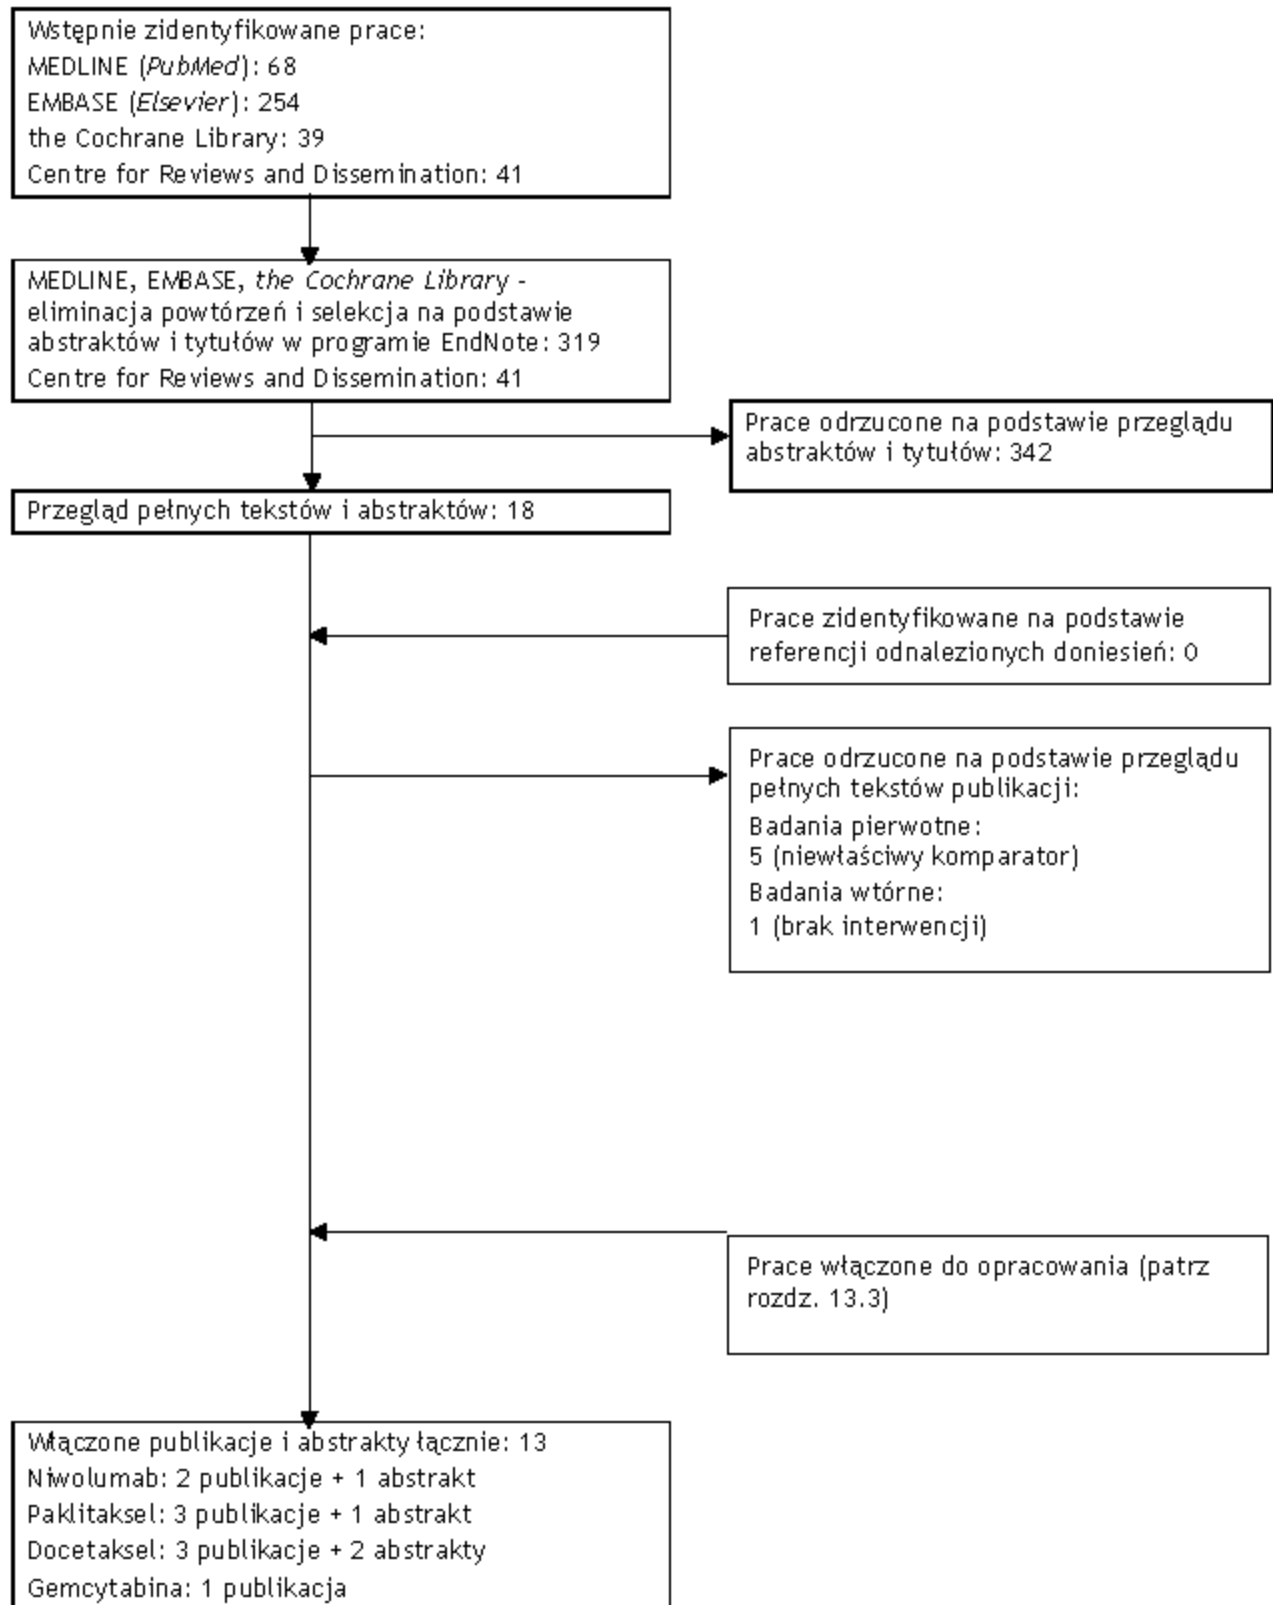 Wstępnie zidentyfikowane prace:
MEDLINE (PubMed): 68
EMBASE (Elsevier): 254
the Cochrane Library: 39
Centre for Reviews and Dissemination: 41
MEDLINE, EMBASE, the Cochrane Library -
eliminacja powtórzeń i selekcja na podstawie
abstraktów i tytułów w programie EndNote: 319
Centre for Reviews and Dissemination: 41
Prace odrzucone na podstawie przeglądu
abstraktów i tytułów: 342
Przegląd pełnych tekstów i abstraktów: 18
Prace zidentyfikowane na podstawie
referencji odnalezionych doniesień: 0
Prace odrzucone na podstawie przeglądu
pełnych tekstów publikacji:
Badania pierwotne:
5 (niewłaściwy komparator)
Badania wtórne:
1 (brak interwencji)
Prace włączone do opracowania (patrz
rozdz. 13.3)
Włączone publikacje i abstrakty łącznie: 13
Niwolumab: 2 publikacje + 1 abstrakt
Paklitaksel: 3 publikacje + 1 abstrakt
Docetaksel: 3 publikacje + 2 abstrakty
Gemcytabina: 1 publikacja